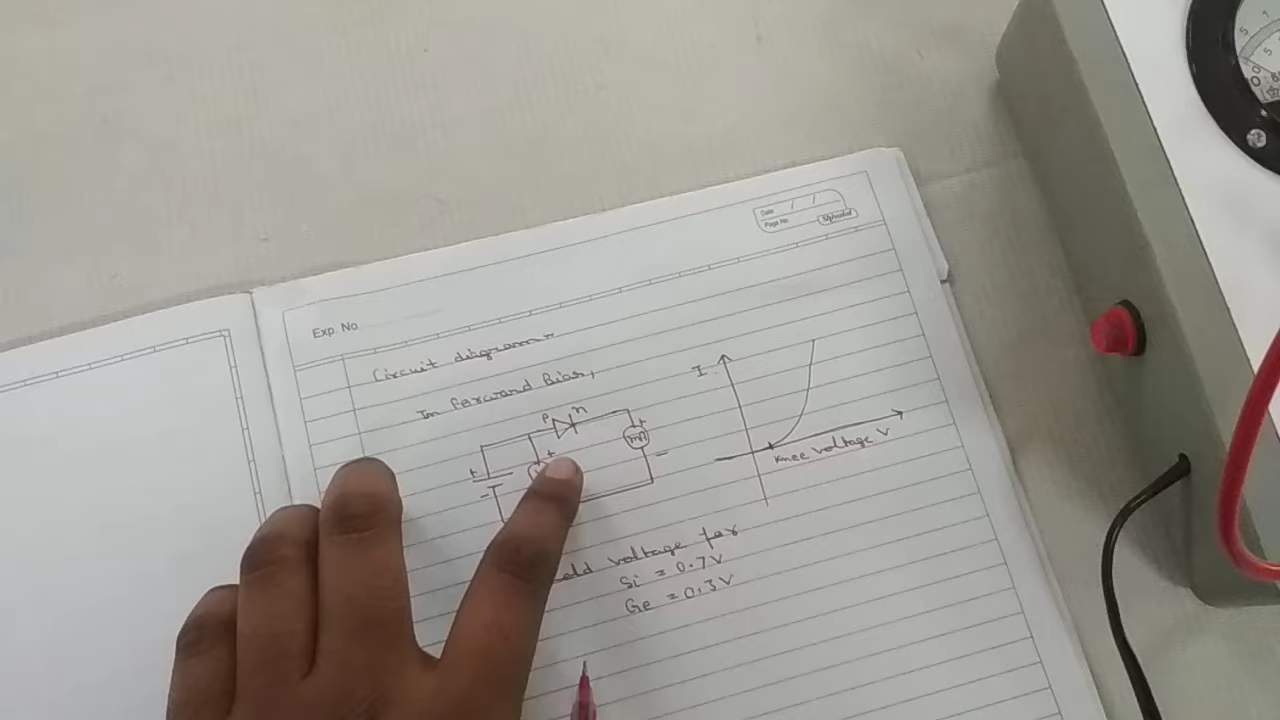 Date / /
Page No.
Exp. No.
Circuit diagram:-
In forward Bias,
P n
+ + +
mA
- -
I
Knee voltage V
voltage for
Si = 0.7V
Ge = 0.3V